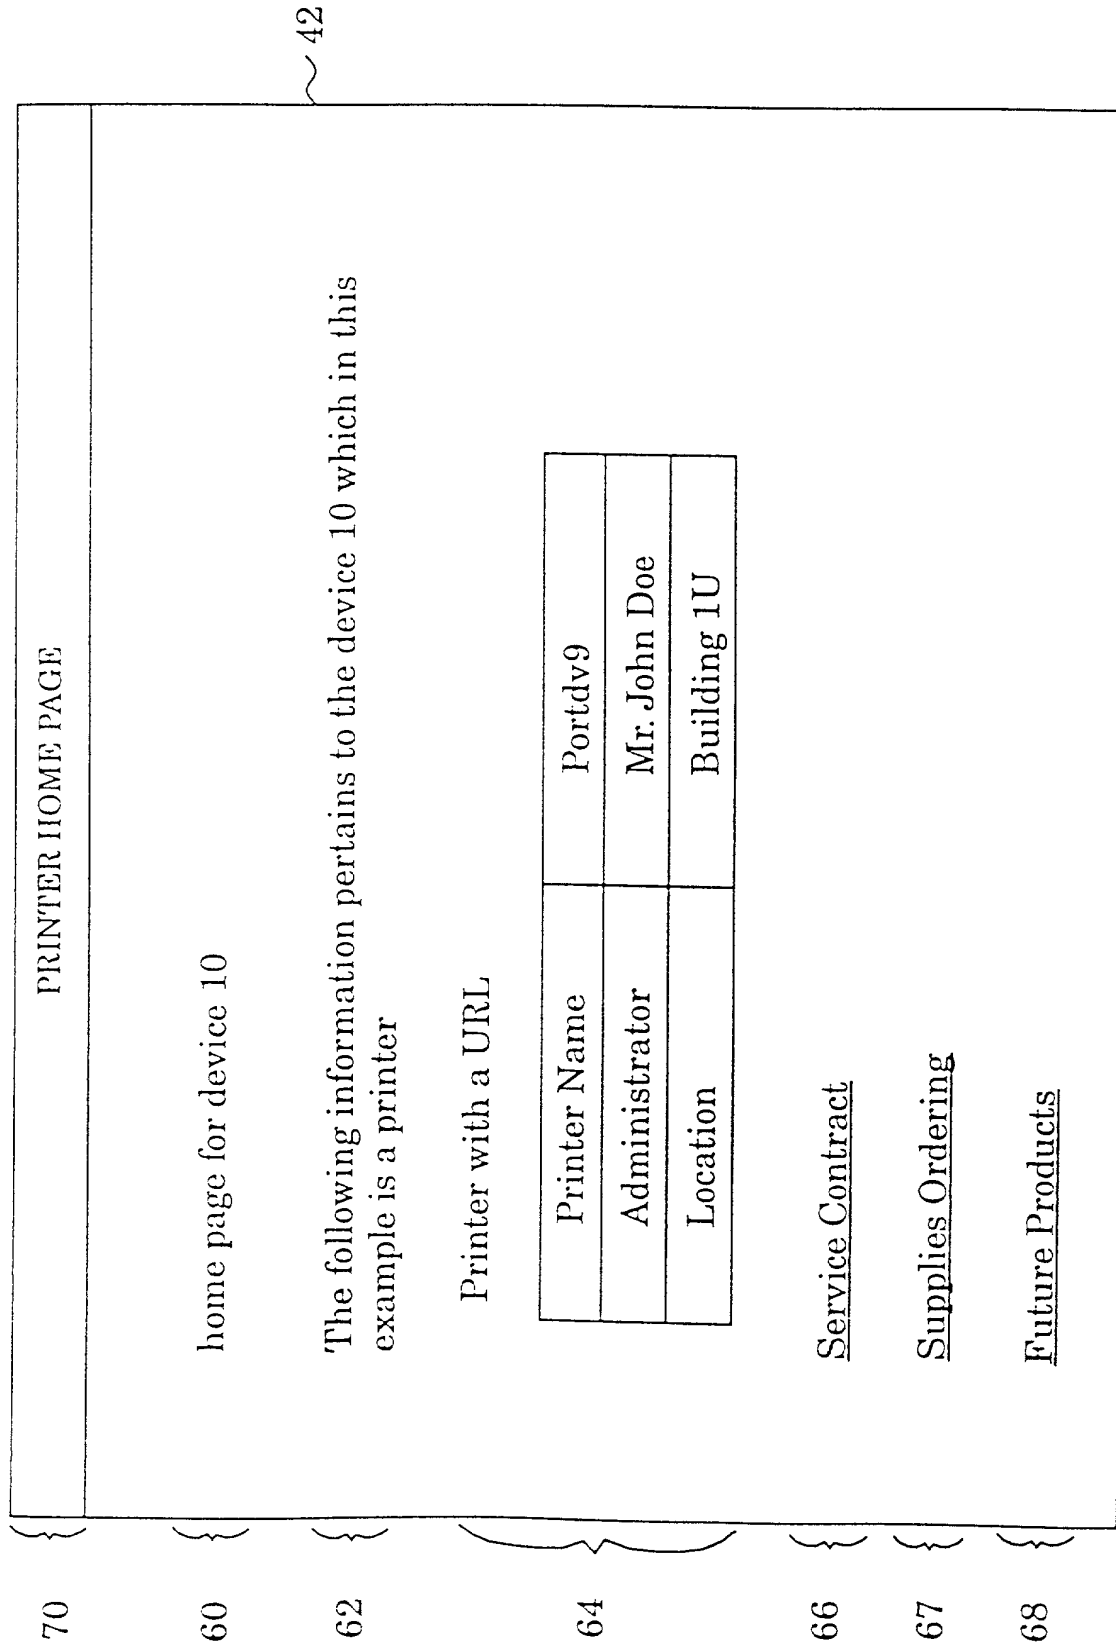 42
70 PRINTER HOME PAGE
60 home page for device 10
62 The following information pertains to the device 10 which in this
example is a printer
Printer with a URL
64
Printer Name Portdv9
Administrator Mr. John Doe
Location Building 1U
66 Service Contract
67 Supplies Ordering
68 Future Products